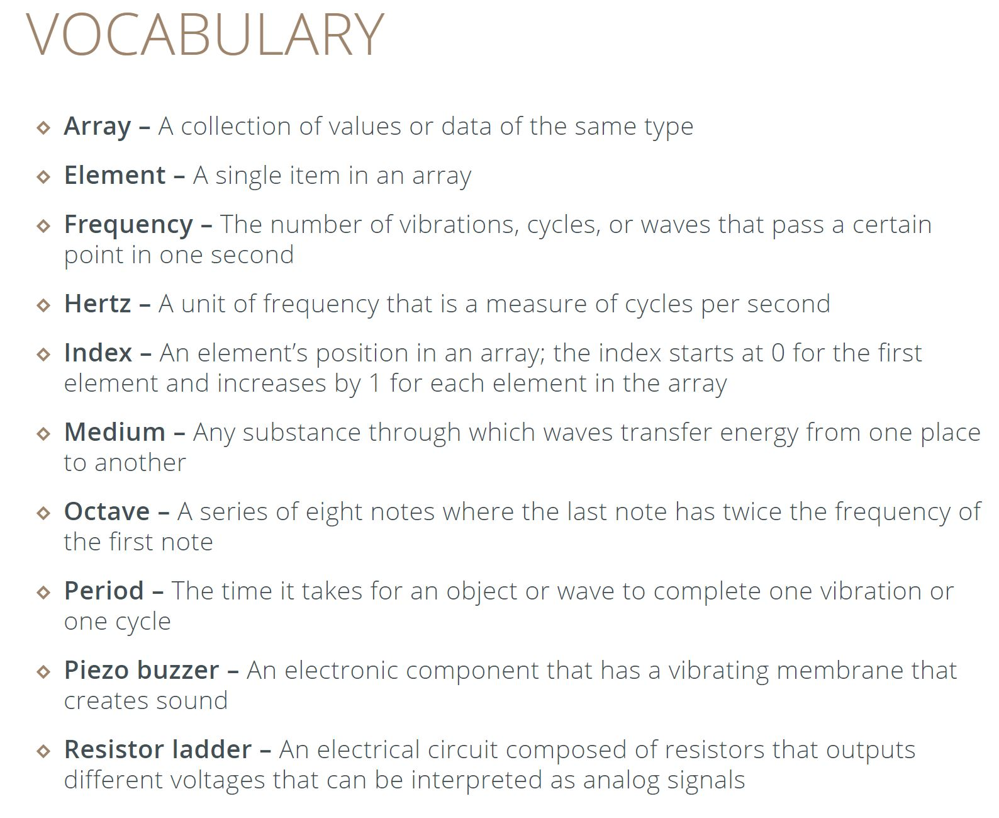 VOCABULARY
Array – A collection of values or data of the same type
Element – A single item in an array
Frequency – The number of vibrations, cycles, or waves that pass a certain
point in one second
Hertz – A unit of frequency that is a measure of cycles per second
Index – An element’s position in an array; the index starts at 0 for the first
element and increases by 1 for each element in the array
Medium – Any substance through which waves transfer energy from one place
to another
Octave – A series of eight notes where the last note has twice the frequency of
the first note
Period – The time it takes for an object or wave to complete one vibration or
one cycle
Piezo buzzer – An electronic component that has a vibrating membrane that
creates sound
Resistor ladder – An electrical circuit composed of resistors that outputs
different voltages that can be interpreted as analog signals